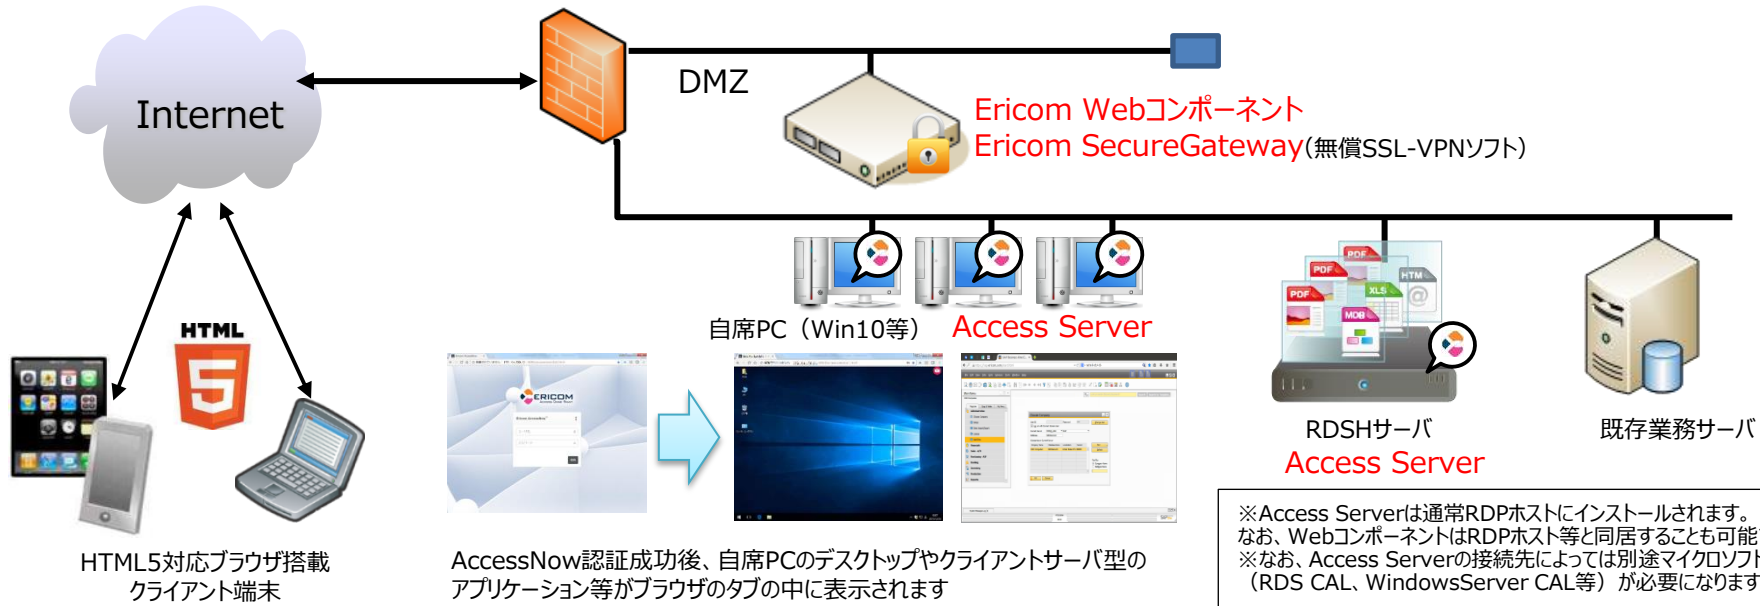 Internet
DMZ
Ericom Webコンポーネント
Ericom SecureGateway(無償SSL-VPNソフト)
自席PC（Win10等）
Access Server
HTML
5
ERICOM
PDF
PDF
PDF
HTM
XLS
MDB
RDSHサーバ
Access Server
既存業務サーバ
HTML5対応ブラウザ搭載
クライアント端末
AccessNow認証成功後、自席PCのデスクトップやクライアントサーバ型の
アプリケーション等がブラウザのタブの中に表示されます
※Access Serverは通常RDPホストにインストールされます。
なお、WebコンポーネントはRDPホスト等と同居することも可能
※なお、Access Serverの接続先によっては別途マイクロソフト
（RDS CAL、WindowsServer CAL等）が必要になります